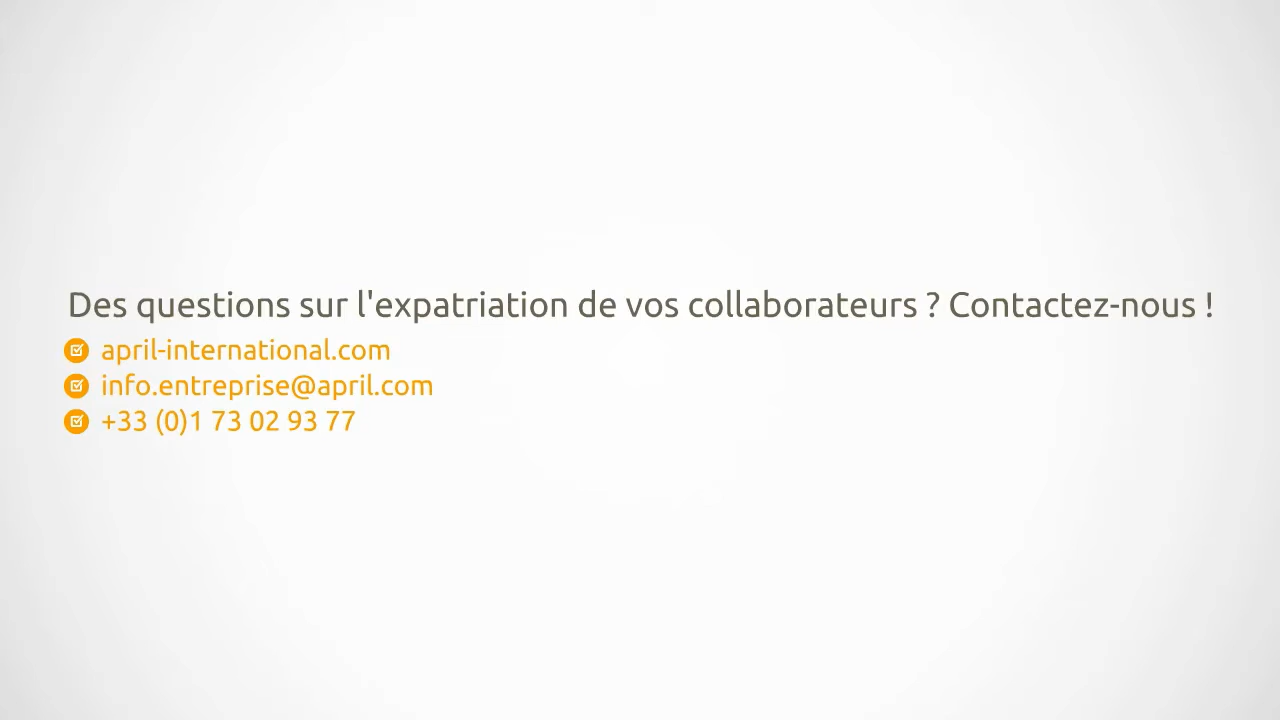 Des questions sur l'expatriation de vos collaborateurs ? Contactez-nous !
april-international.com
info.entreprise@april.com
+33 (0)1 73 02 93 77